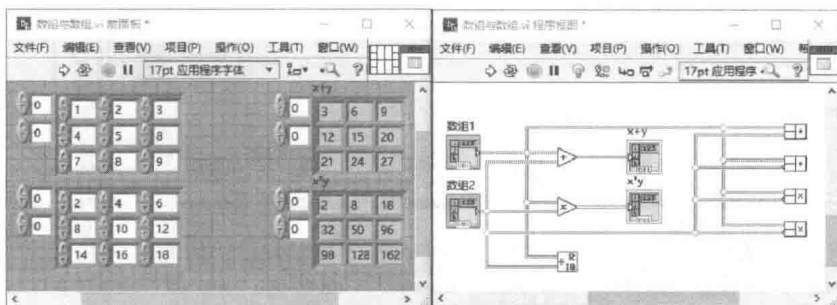 数组与数组.vi 前面板 *
文件(F) 编辑(E) 查看(V) 项目(P) 操作(O) 工具(T) 窗口(W)
17pt 应用程序字体
0 1 2 3
0 4 5 8
7 8 9
x+y
0 3 6 9
0 12 15 20
21 24 27
0 2 4 6
0 8 10 12
14 16 18
x*y
0 2 8 18
0 32 50 96
98 128 162
数组与数组.vi 程序框图 *
文件(F) 编辑(E) 查看(V) 项目(P) 操作(O) 工具(T) 窗口(W)
17pt 应用程序
数组1
x+y
数组2
x*y